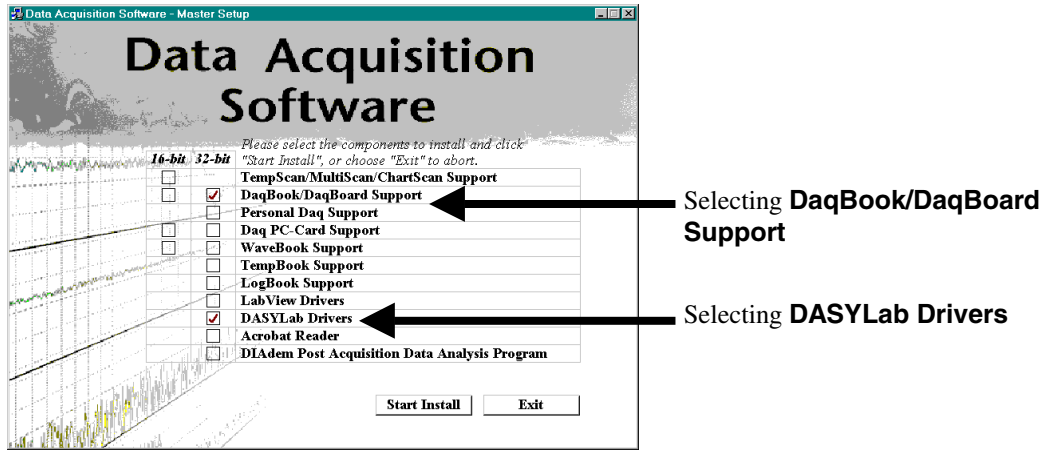 Data Acquisition Software - Master Setup
Data Acquisition
Software
Please select the components to install and click
"Start Install", or choose "Exit" to abort.
16-bit 32-bit
TempScan/MultiScan/ChartScan Support
DaqBook/DaqBoard Support
Personal Daq Support
Daq PC-Card Support
WaveBook Support
TempBook Support
LogBook Support
LabView Drivers
DASYLab Drivers
Acrobat Reader
DIAdem Post Acquisition Data Analysis Program
Start Install Exit
Selecting DaqBook/DaqBoard
Support
Selecting DASYLab Drivers